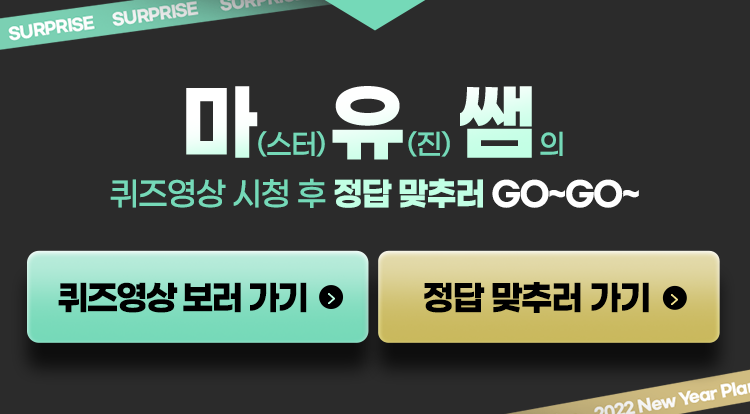 SURPRISE SURPRISE SURPRISE
마(스터)유(진) 쌤의
퀴즈영상 시청 후 정답 맞추러 GO~GO~
퀴즈영상 보러 가기
정답 맞추러 가기
2022 New Year Plan